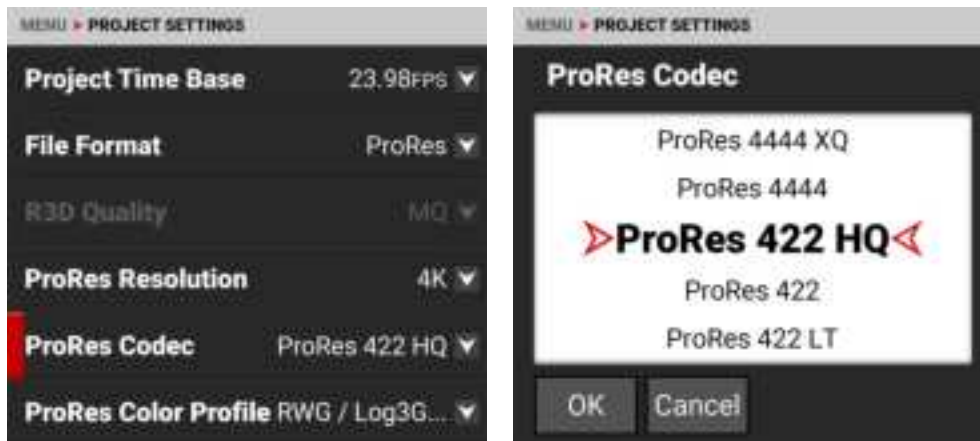 MENU ▸ PROJECT SETTINGS
Project Time Base 23.98FPS
File Format ProRes
R3D Quality MQ
ProRes Resolution 4K
ProRes Codec ProRes 422 HQ
ProRes Color Profile RWG / Log3G...
MENU ▸ PROJECT SETTINGS
ProRes Codec
ProRes 4444 XQ
ProRes 4444
ProRes 422 HQ
ProRes 422
ProRes 422 LT
OK Cancel